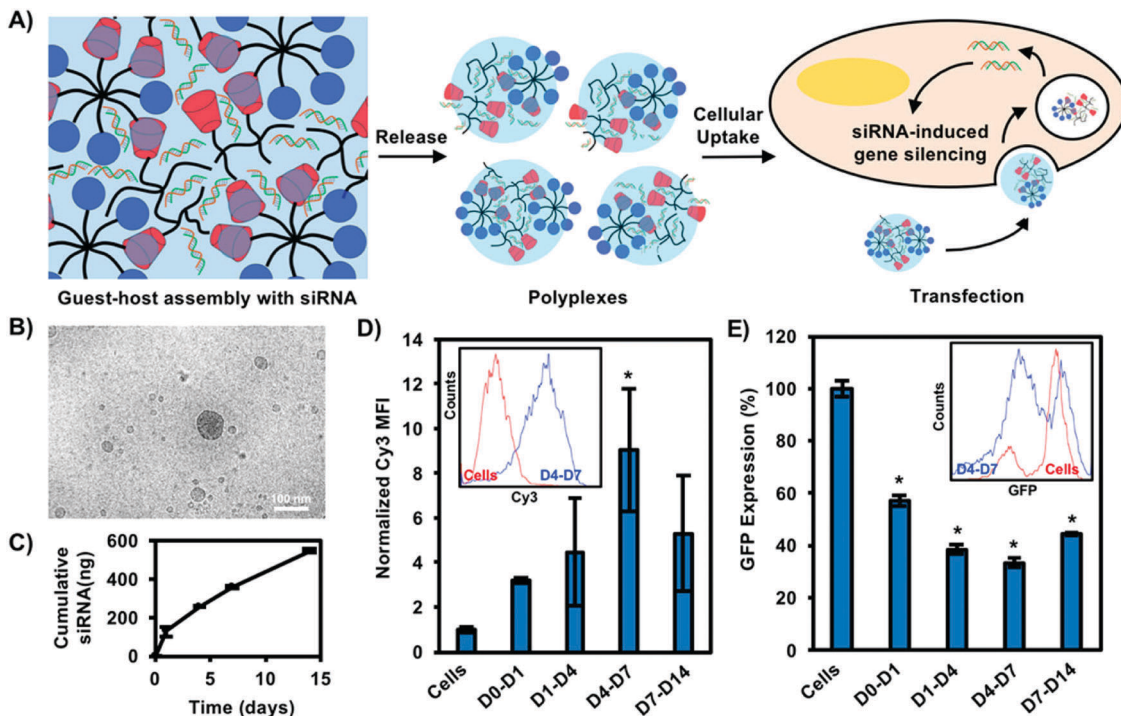 A)
Release
Cellular
Uptake
siRNA-induced
gene silencing
Guest-host assembly with siRNA
Polyplexes
Transfection
B)
100 nm
C)
Cumulative
siRNA(ng)
600
400
200
0
0
5
10
15
Time (days)
D)
Normalized Cy3 MFI
14
12
10
8
6
4
2
0
Counts
Cells
D4-D7
Cy3
*
Cells
D0-D1
D1-D4
D4-D7
D7-D14
E)
GFP Expression (%)
120
100
80
60
40
20
0
Counts
D4-D7
Cells
GFP
*
*
*
*
Cells
D0-D1
D1-D4
D4-D7
D7-D14